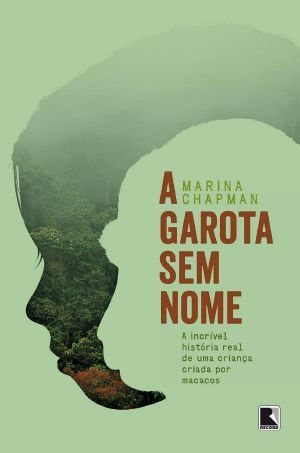 A MARINA
CHAPMAN
GAROTA
SEM
NOME
A incrível
história real
de uma criança
criada por
macacos
RECORD